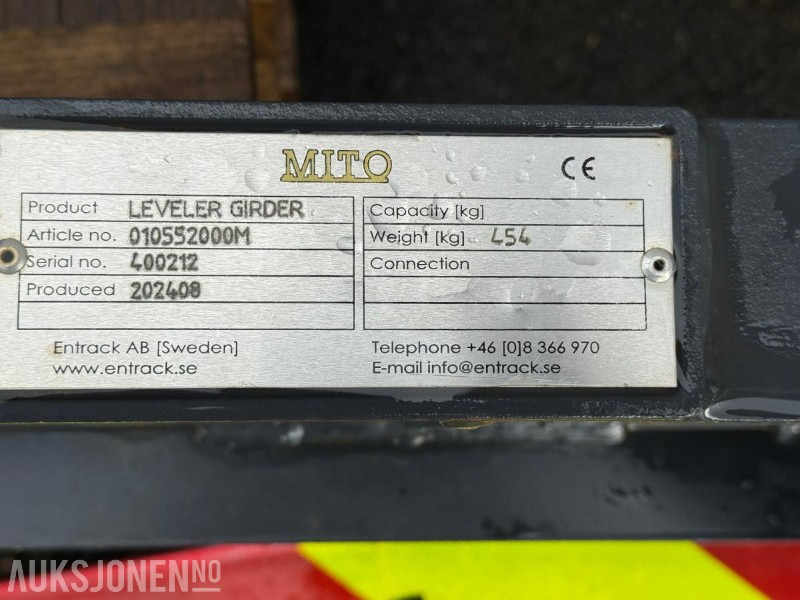 MITO
CE
Product LEVELER GIRDER
Article no. 010552000M
Serial no. 400212
Produced 202408
Capacity [kg]
Weight [kg] 454
Connection
Entrack AB [Sweden]
www.entrack.se
Telephone +46 [0]8 366 970
E-mail info@entrack.se
AUKSJONEN.NO